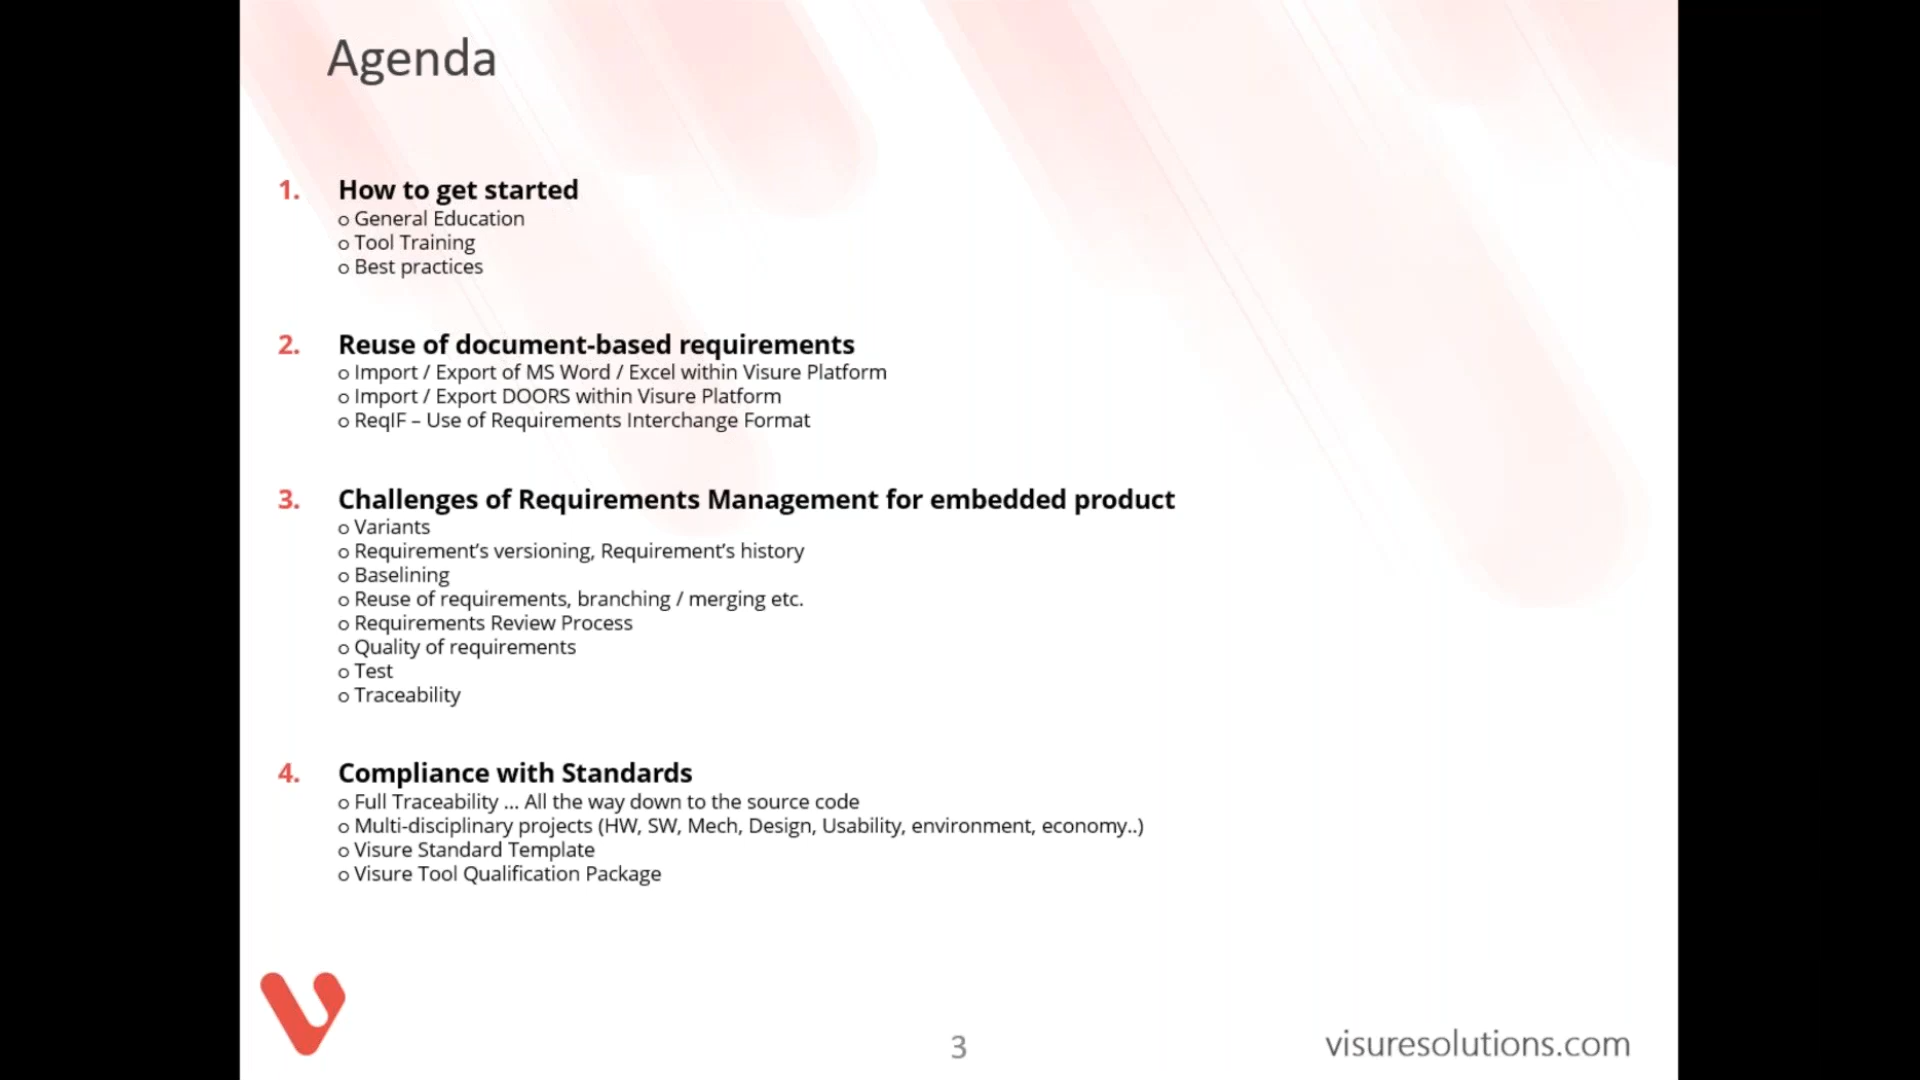 Agenda
1. How to get started
o General Education
o Tool Training
o Best practices
2. Reuse of document-based requirements
o Import / Export of MS Word / Excel within Visure Platform
o Import / Export DOORS within Visure Platform
o ReqIF – Use of Requirements Interchange Format
3. Challenges of Requirements Management for embedded product
o Variants
o Requirement’s versioning, Requirement’s history
o Baselining
o Reuse of requirements, branching / merging etc.
o Requirements Review Process
o Quality of requirements
o Test
o Traceability
4. Compliance with Standards
o Full Traceability ... All the way down to the source code
o Multi-disciplinary projects (HW, SW, Mech, Design, Usability, environment, economy..)
o Visure Standard Template
o Visure Tool Qualification Package
3
visuresolutions.com